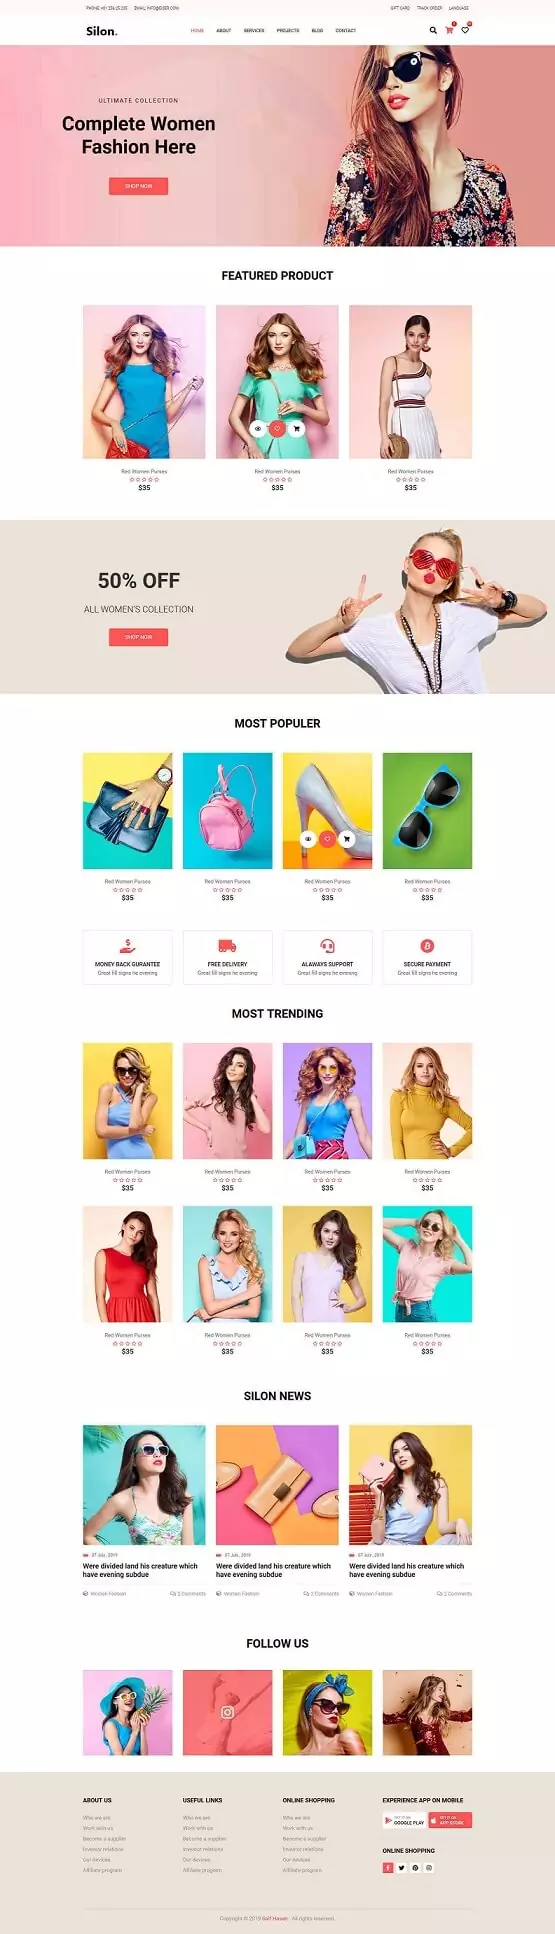 GIFT CARD TRACK ORDER LANGUAGE
Silon.
HOME ABOUT SERVICES PROJECTS BLOG CONTACT
ULTIMATE COLLECTION
Complete Women
Fashion Here
SHOP NOW
FEATURED PRODUCT
Red Women Purses Red Women Purses Red Women Purses
$35 $35 $35
50% OFF
ALL WOMEN'S COLLECTION
SHOP NOW
MOST POPULER
Red Women Purses Red Women Purses Red Women Purses Red Women Purses
$35 $35 $35 $35
MONEY BACK GURANTEE FREE DELIVERY ALAWAYS SUPPORT SECURE PAYMENT
Great fill signs he evening Great fill signs he evening Great fill signs he evening Great fill signs he evening
MOST TRENDING
Red Women Purses Red Women Purses Red Women Purses Red Women Purses
$35 $35 $35 $35
Red Women Purses Red Women Purses Red Women Purses Red Women Purses
$35 $35 $35 $35
SILON NEWS
07 July, 2019 07 July, 2019 07 July, 2019
Were divided land his creature which Were divided land his creature which Were divided land his creature which
have evening subdue have evening subdue have evening subdue
Women Fashion 2 Comments Women Fashion 2 Comments Women Fashion 2 Comments
FOLLOW US
ABOUT US USEFUL LINKS ONLINE SHOPPING EXPERIENCE APP ON MOBILE
Who we are Who we are Who we are
GET IT ON GET IT ON
GOOGLE PLAY APP STORE
Work with us Work with us Work with us
Become a supplier Become a supplier Become a supplier
Investor relations Investor relations Investor relations
ONLINE SHOPPING
Our devices Our devices Our devices
Affiliate program Affiliate program Affiliate program
Copyright © 2019 Saif Hasan . All rights reserved.